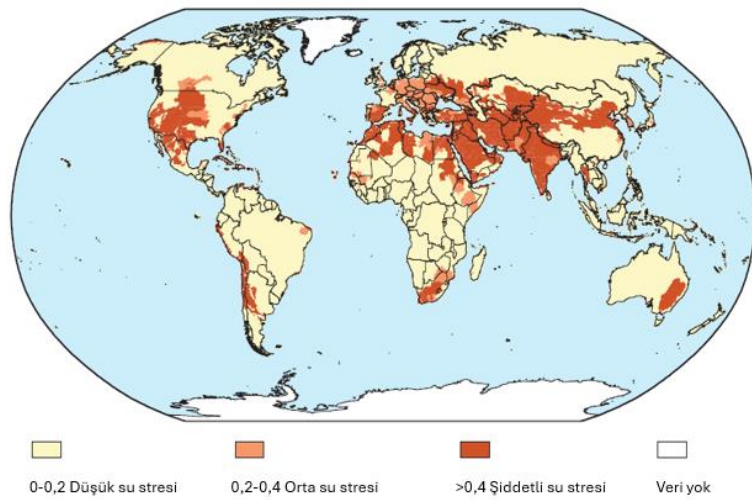 0-0,2 Düşük su stresi
0,2-0,4 Orta su stresi
>0,4 Şiddetli su stresi
Veri yok